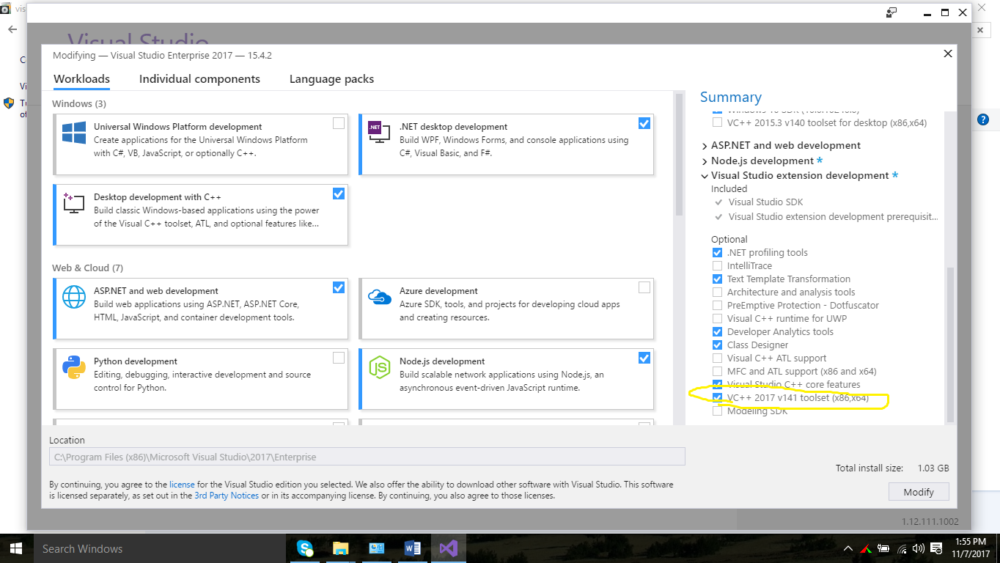 vis
Visual Studio
Modifying — Visual Studio Enterprise 2017 — 15.4.2
Workloads
Individual components
Language packs
Windows (3)
Universal Windows Platform development
Create applications for the Universal Windows Platform
with C#, VB, JavaScript, or optionally C++.
.NET
.NET desktop development
Build WPF, Windows Forms, and console applications using
C#, Visual Basic, and F#.
Desktop development with C++
Build classic Windows-based applications using the power
of the Visual C++ toolset, ATL, and optional features like...
Web & Cloud (7)
ASP.NET and web development
Build web applications using ASP.NET, ASP.NET Core,
HTML, JavaScript, and container development tools.
Azure development
Azure SDK, tools, and projects for developing cloud apps
and creating resources.
Python development
Editing, debugging, interactive development and source
control for Python.
Node.js development
Build scalable network applications using Node.js, an
asynchronous event-driven JavaScript runtime.
Summary
VC++ 2015.3 v140 toolset for desktop (x86,x64)
ASP.NET and web development
Node.js development *
Visual Studio extension development *
Included
Visual Studio SDK
Visual Studio extension development prerequisit...
Optional
.NET profiling tools
IntelliTrace
Text Template Transformation
Architecture and analysis tools
PreEmptive Protection - Dotfuscator
Visual C++ runtime for UWP
Developer Analytics tools
Class Designer
Visual C++ ATL support
MFC and ATL support (x86 and x64)
Visual Studio C++ core features
VC++ 2017 v141 toolset (x86,x64)
Modeling SDK
Location
C:\Program Files (x86)\Microsoft Visual Studio\2017\Enterprise
By continuing, you agree to the license for the Visual Studio edition you selected. We also offer the ability to download other software with Visual Studio. This software
is licensed separately, as set out in the 3rd Party Notices or in its accompanying license. By continuing, you also agree to those licenses.
Total install size: 1.03 GB
Modify
1.12.111.1002
Search Windows
1:55 PM
11/7/2017